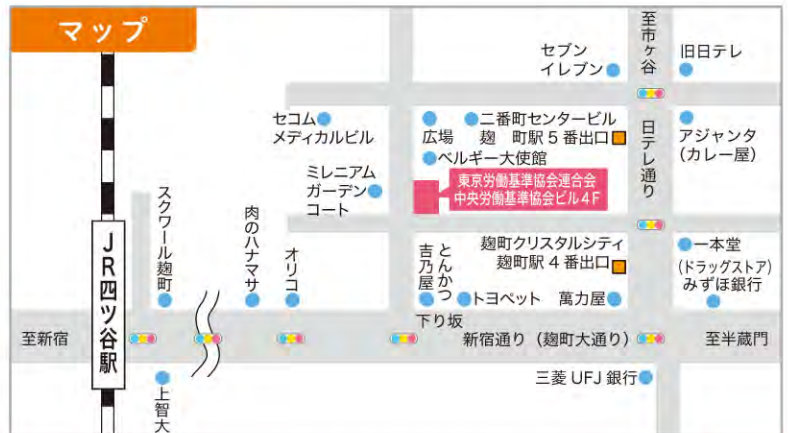 マップ
至市ヶ谷
セブン
イレブン
旧日テレ
セコム
メディカルビル
広場
二番町センタービル
麹 町駅5番出口
日テレ通り
アジャンタ
(カレー屋)
ベルギー大使館
ミレニアム
ガーデン
コート
東京労働基準協会連合会
中央労働基準協会ビル4F
スクワール麹町
肉のハナマサ
オリコ
JR四ツ谷駅
とんかつ
吉乃屋
麹町クリスタルシティ
麹町駅4番出口
一本堂
(ドラッグストア)
みずほ銀行
トヨペット
萬力屋
下り坂
至新宿
新宿通り(麹町大通り)
至半蔵門
三菱UFJ銀行
上智大